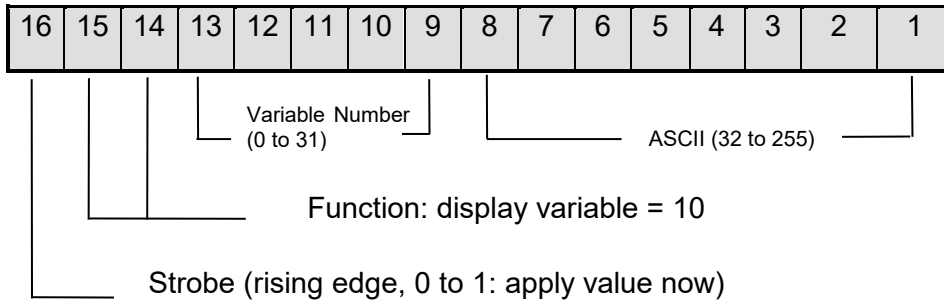 16 15 14 13 12 11 10 9 8 7 6 5 4 3 2 1
Variable Number
(0 to 31)
ASCII (32 to 255)
Function: display variable = 10
Strobe (rising edge, 0 to 1: apply value now)